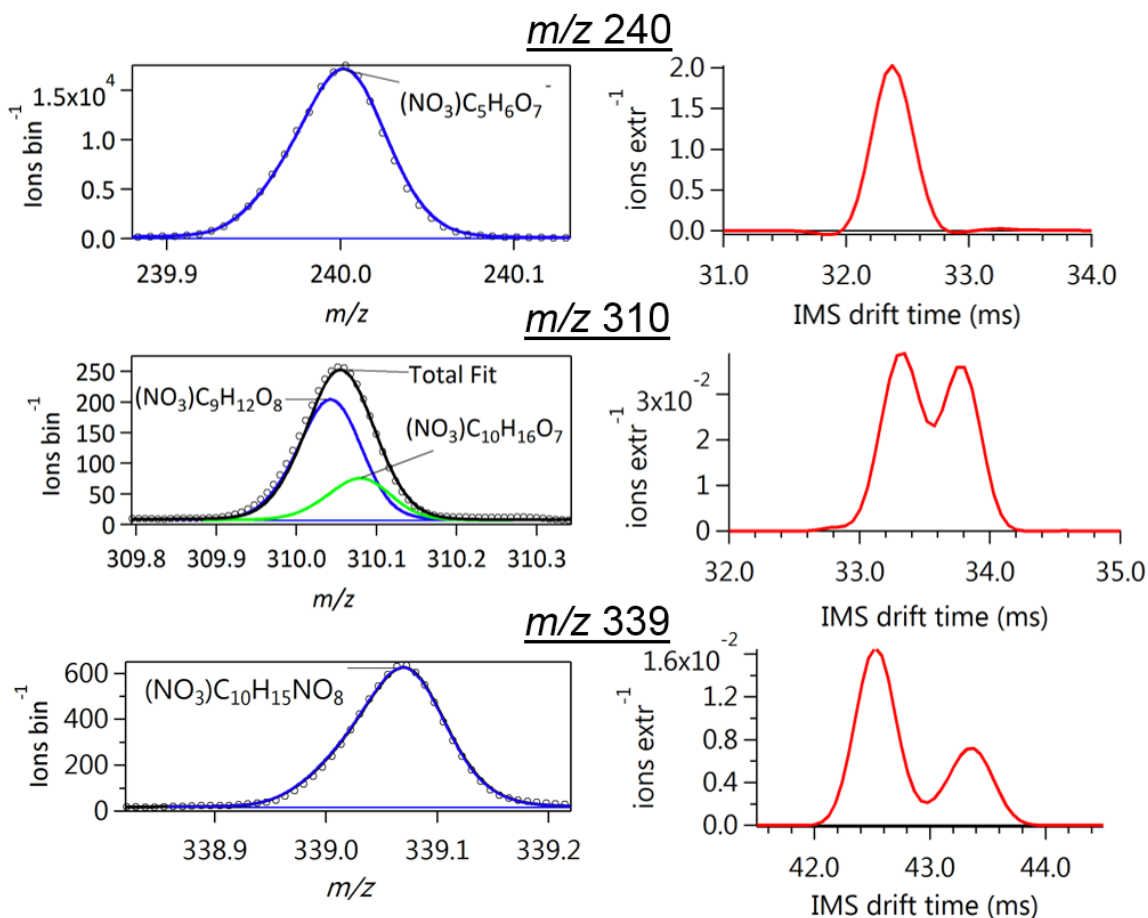 m/z 240
Ions bin⁻¹
1.5x10⁴
1.0
0.5
0.0
(NO₃)C₅H₆O₇⁻
239.9 240.0 240.1
m/z
ions extr⁻¹
2.0
1.5
1.0
0.5
0.0
31.0 32.0 33.0 34.0
IMS drift time (ms)
m/z 310
Ions bin⁻¹
250
200
150
100
50
0
Total Fit
(NO₃)C₉H₁₂O₈
(NO₃)C₁₀H₁₆O₇
309.8 309.9 310.0 310.1 310.2 310.3
m/z
ions extr⁻¹
3x10⁻²
2
1
0
32.0 33.0 34.0 35.0
IMS drift time (ms)
m/z 339
Ions bin⁻¹
600
400
200
0
(NO₃)C₁₀H₁₅NO₈
338.9 339.0 339.1 339.2
m/z
ions extr⁻¹
1.6x10⁻²
1.2
0.8
0.4
0.0
42.0 43.0 44.0
IMS drift time (ms)